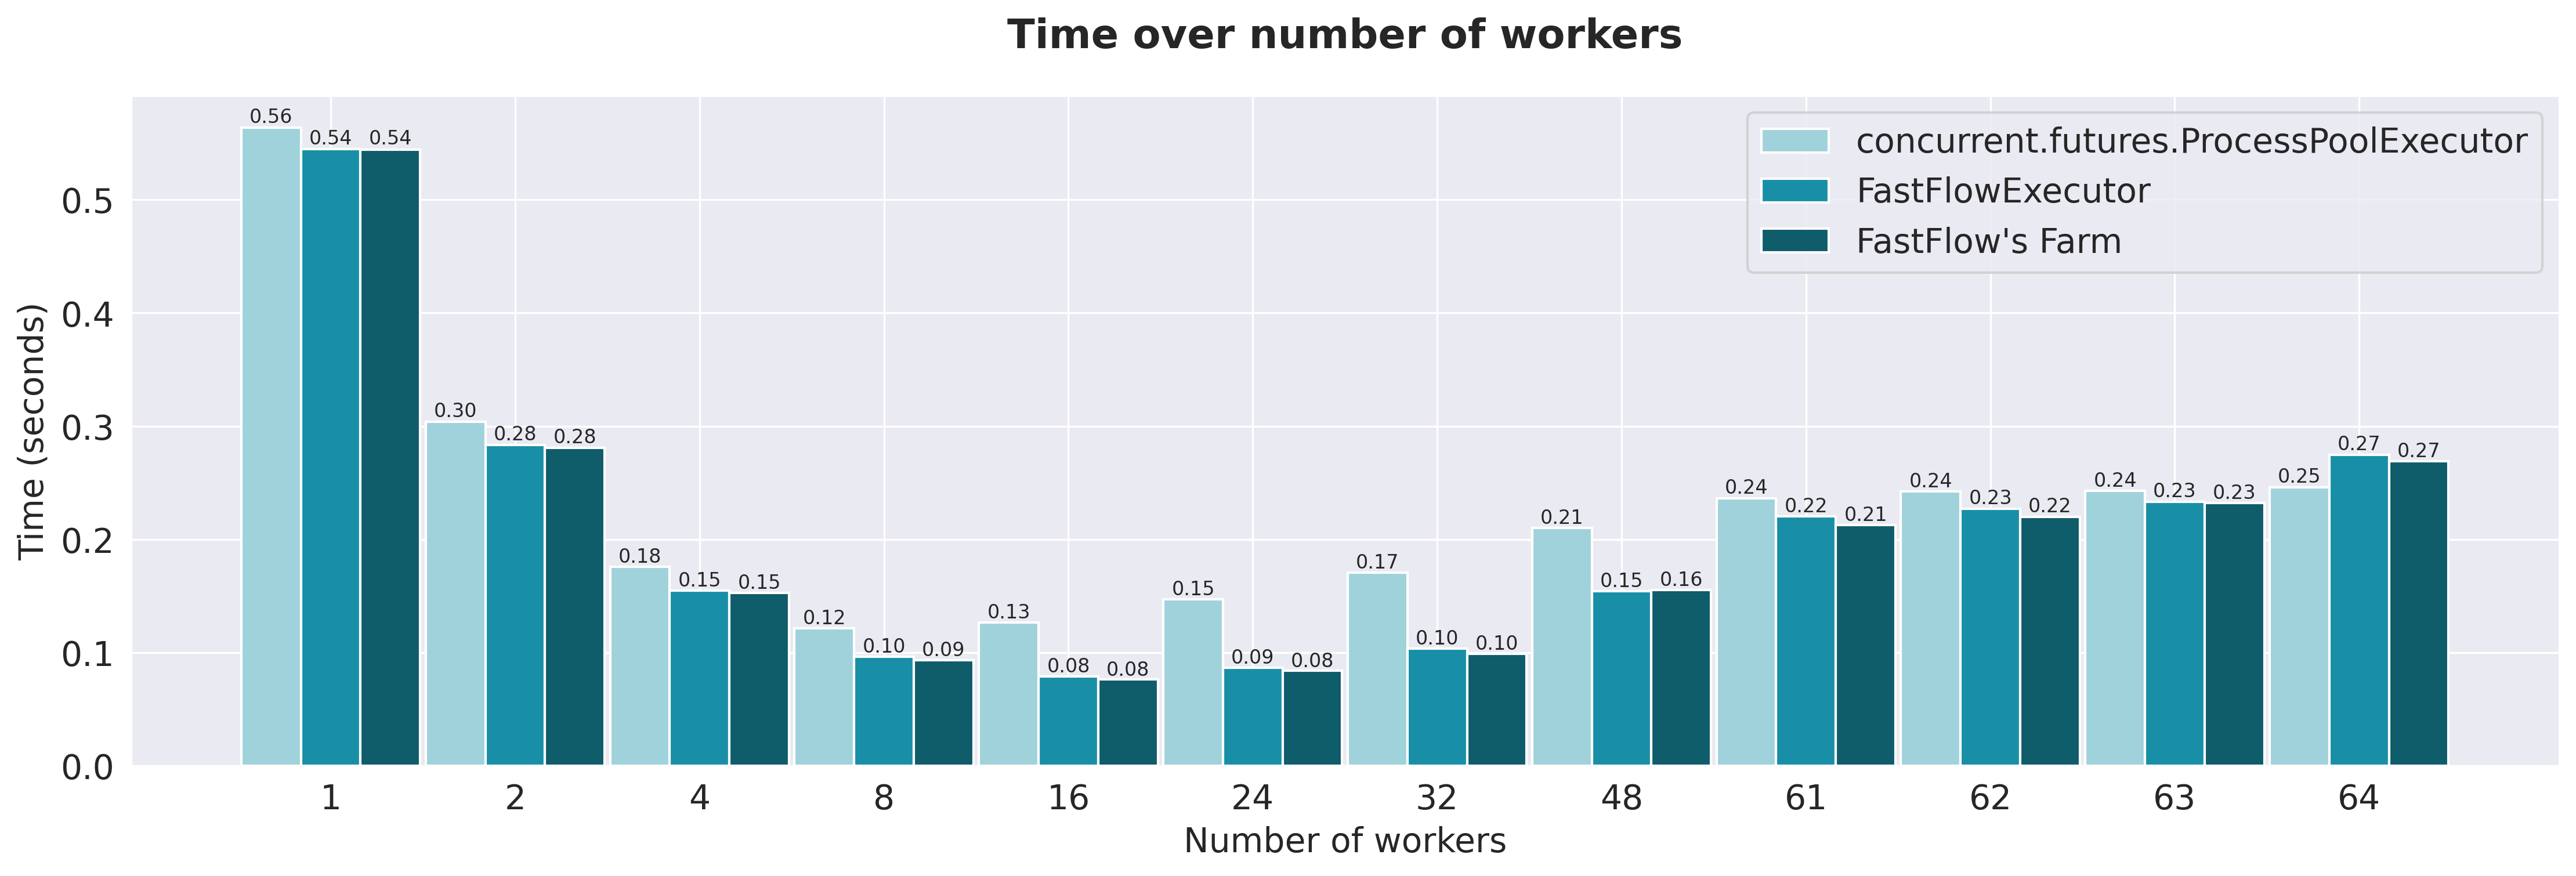 Time over number of workers
concurrent.futures.ProcessPoolExecutor
FastFlowExecutor
FastFlow's Farm
Time (seconds)
0.5
0.4
0.3
0.2
0.1
0.0
0.56 0.54 0.54
0.30 0.28 0.28
0.18 0.15 0.15
0.12 0.10 0.09
0.13 0.08 0.08
0.15 0.09 0.08
0.17 0.10 0.10
0.21 0.15 0.16
0.24 0.22 0.21
0.24 0.23 0.22
0.24 0.23 0.23
0.25 0.27 0.27
1 2 4 8 16 24 32 48 61 62 63 64
Number of workers